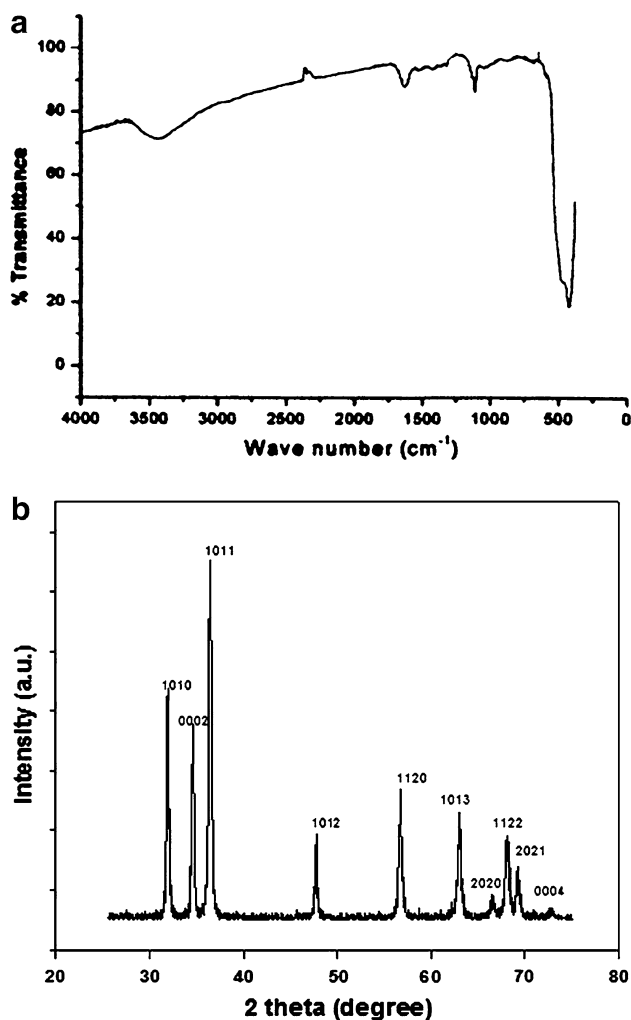 a
100
80
60
40
20
0
% Transmittance
4000 3500 3000 2500 2000 1500 1000 500 0
Wave number (cm⁻¹)
b
1011
1010
0002
1012
1120
1013
2020
1122
2021
0004
Intensity (a.u.)
20 30 40 50 60 70 80
2 theta (degree)